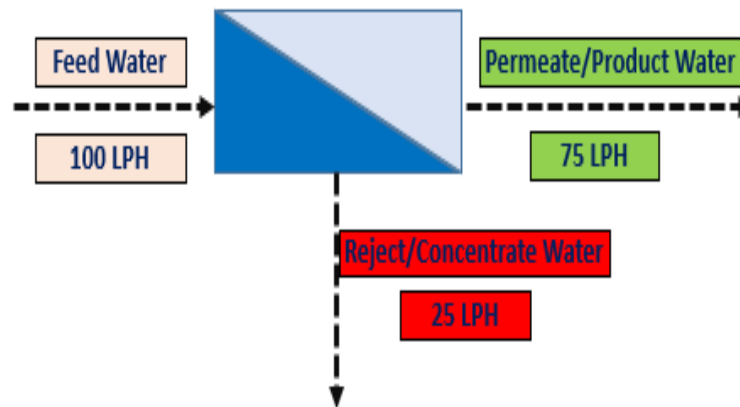 Feed Water
100 LPH
Permeate/Product Water
75 LPH
Reject/Concentrate Water
25 LPH